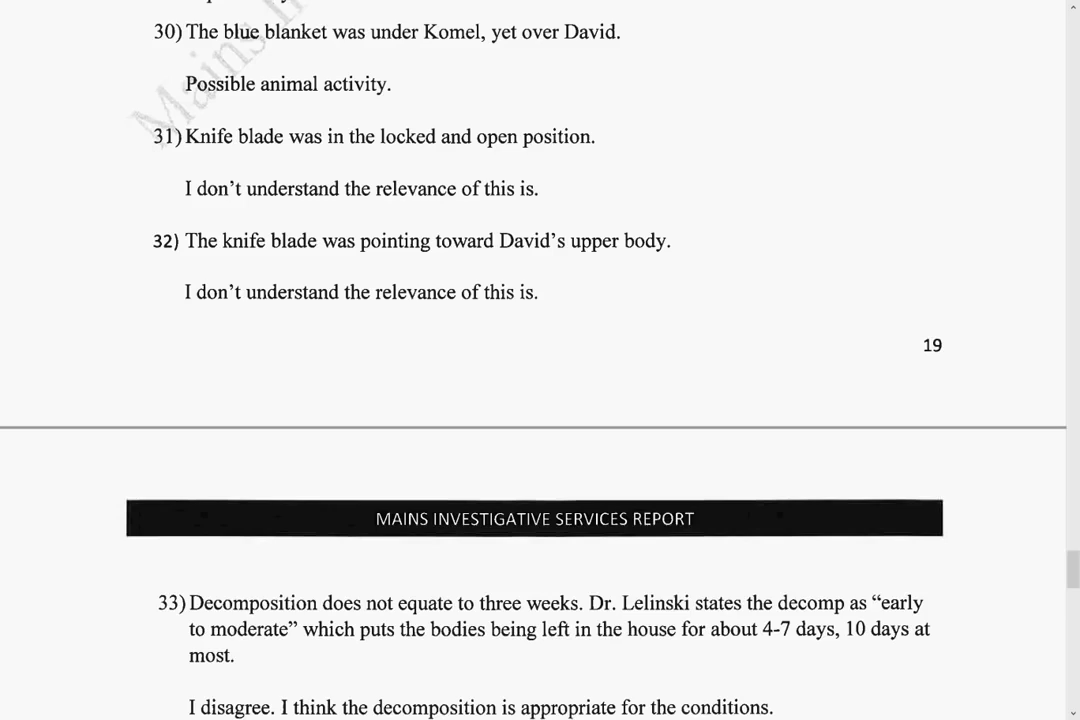 30) The blue blanket was under Komel, yet over David.
Possible animal activity.
31) Knife blade was in the locked and open position.
I don’t understand the relevance of this is.
32) The knife blade was pointing toward David’s upper body.
I don’t understand the relevance of this is.
19
MAINS INVESTIGATIVE SERVICES REPORT
33) Decomposition does not equate to three weeks. Dr. Lelinski states the decomp as “early
to moderate” which puts the bodies being left in the house for about 4-7 days, 10 days at
most.
I disagree. I think the decomposition is appropriate for the conditions.
Mains